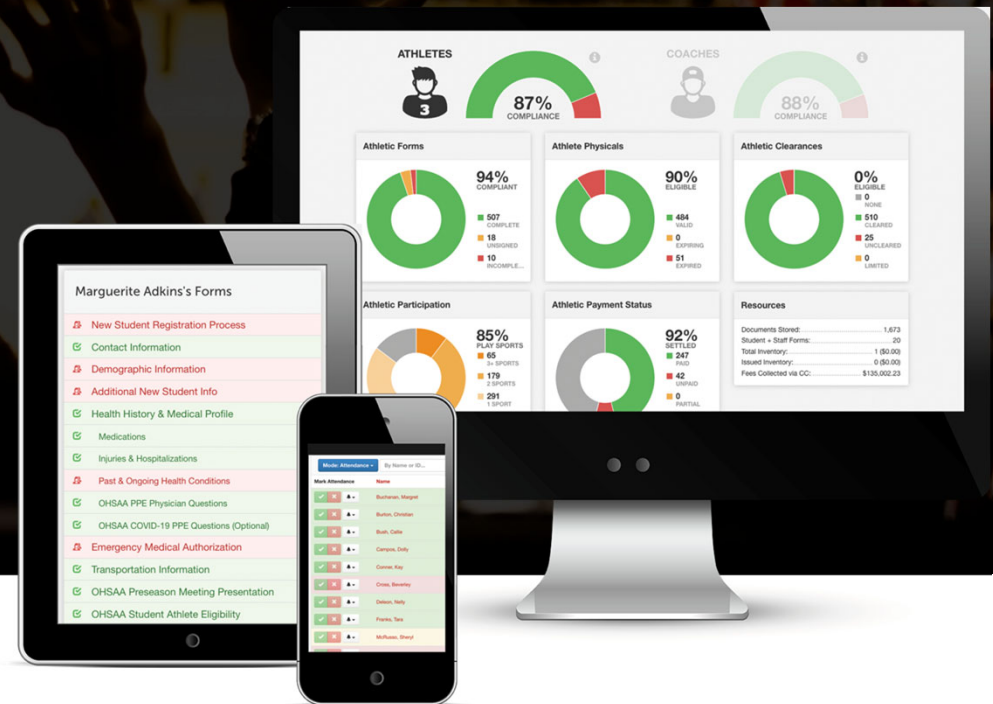 ATHLETES
3
87%
COMPLIANCE
COACHES
88%
COMPLIANCE
Athletic Forms
94%
COMPLIANT
507
COMPLETE
18
UNSIGNED
10
INCOMPLE...
Athlete Physicals
90%
ELIGIBLE
484
VALID
0
EXPIRING
51
EXPIRED
Athletic Clearances
0%
ELIGIBLE
0
NONE
510
CLEARED
25
UNCLEARED
0
LIMITED
Athletic Participation
85%
PLAY SPORTS
65
3+ SPORTS
179
2 SPORTS
291
1 SPORT
Athletic Payment Status
92%
SETTLED
247
PAID
42
UNPAID
0
PARTIAL
Resources
Documents Stored: 1,673
Student + Staff Forms: 20
Total Inventory: 1 ($0.00)
Issued Inventory: 0 ($0.00)
Fees Collected via CC: $135,002.23
Marguerite Adkins's Forms
New Student Registration Process
Contact Information
Demographic Information
Additional New Student Info
Health History & Medical Profile
Medications
Injuries & Hospitalizations
Past & Ongoing Health Conditions
OHSAA PPE Physician Questions
OHSAA COVID-19 PPE Questions (Optional)
Emergency Medical Authorization
Transportation Information
OHSAA Preseason Meeting Presentation
OHSAA Student Athlete Eligibility
Mode: Attendance
By Name or ID...
Mark Attendance Name
Buchanan, Margret
Burton, Christian
Bush, Celia
Campos, Dolly
Conner, Kay
Cross, Beverley
Deleon, Nelly
Franks, Tara
McRusso, Sheryl